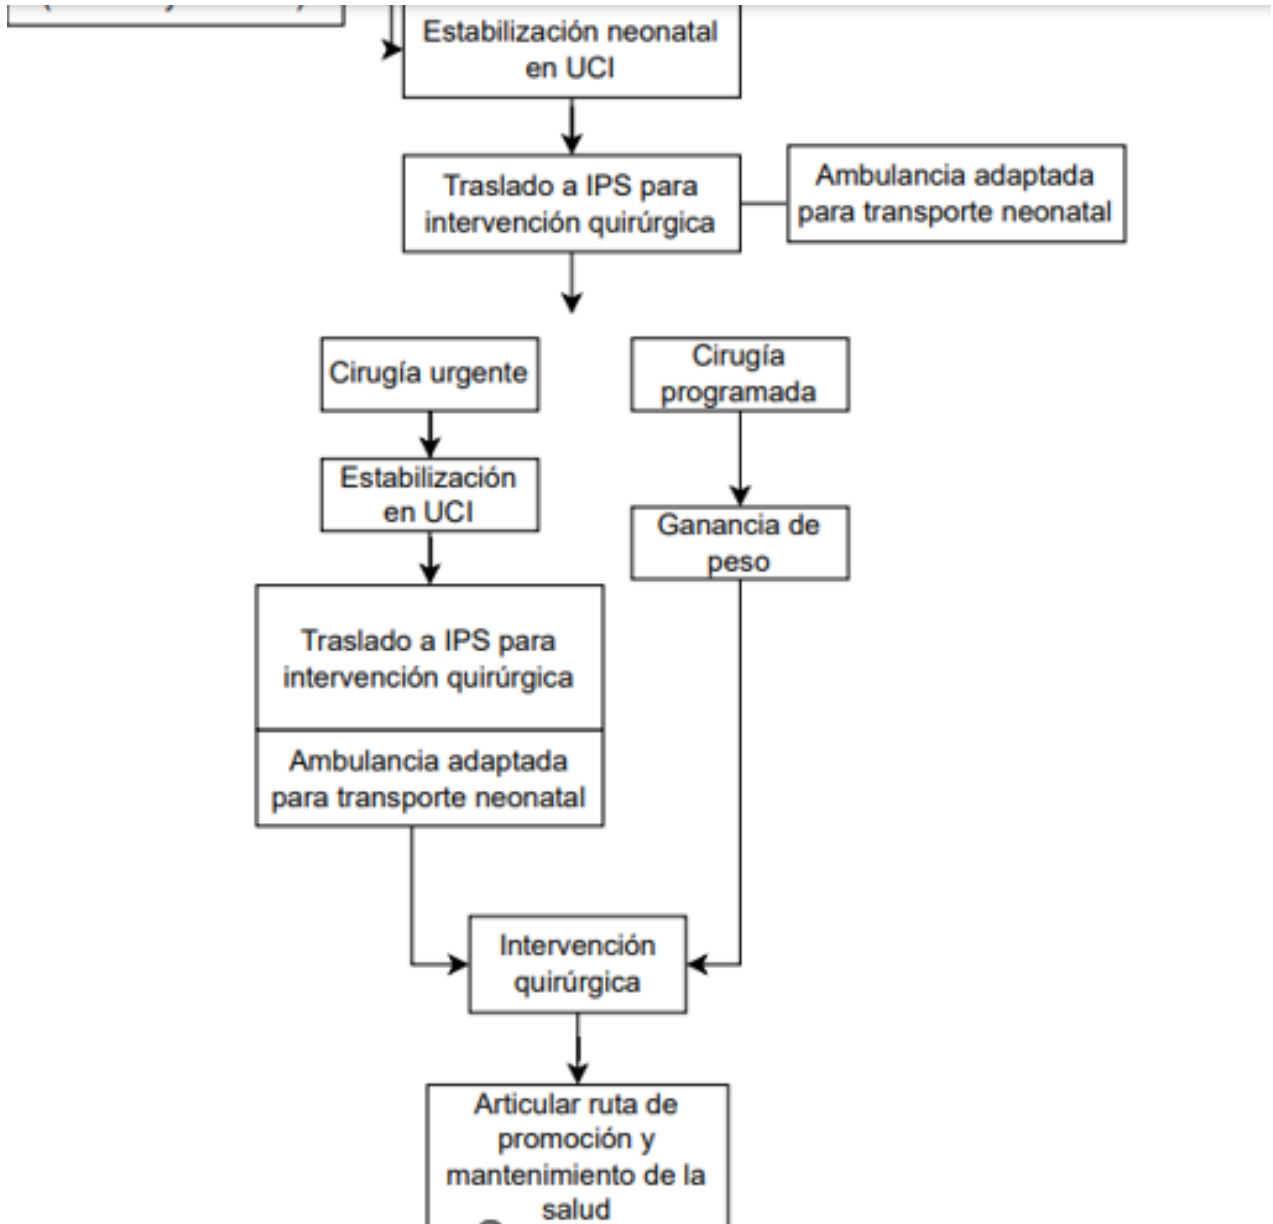 Estabilización neonatal
en UCI
Traslado a IPS para
intervención quirúrgica
Ambulancia adaptada
para transporte neonatal
Cirugía urgente
Cirugía
programada
Estabilización
en UCI
Ganancia de
peso
Traslado a IPS para
intervención quirúrgica
Ambulancia adaptada
para transporte neonatal
Intervención
quirúrgica
Articular ruta de
promoción y
mantenimiento de la
salud